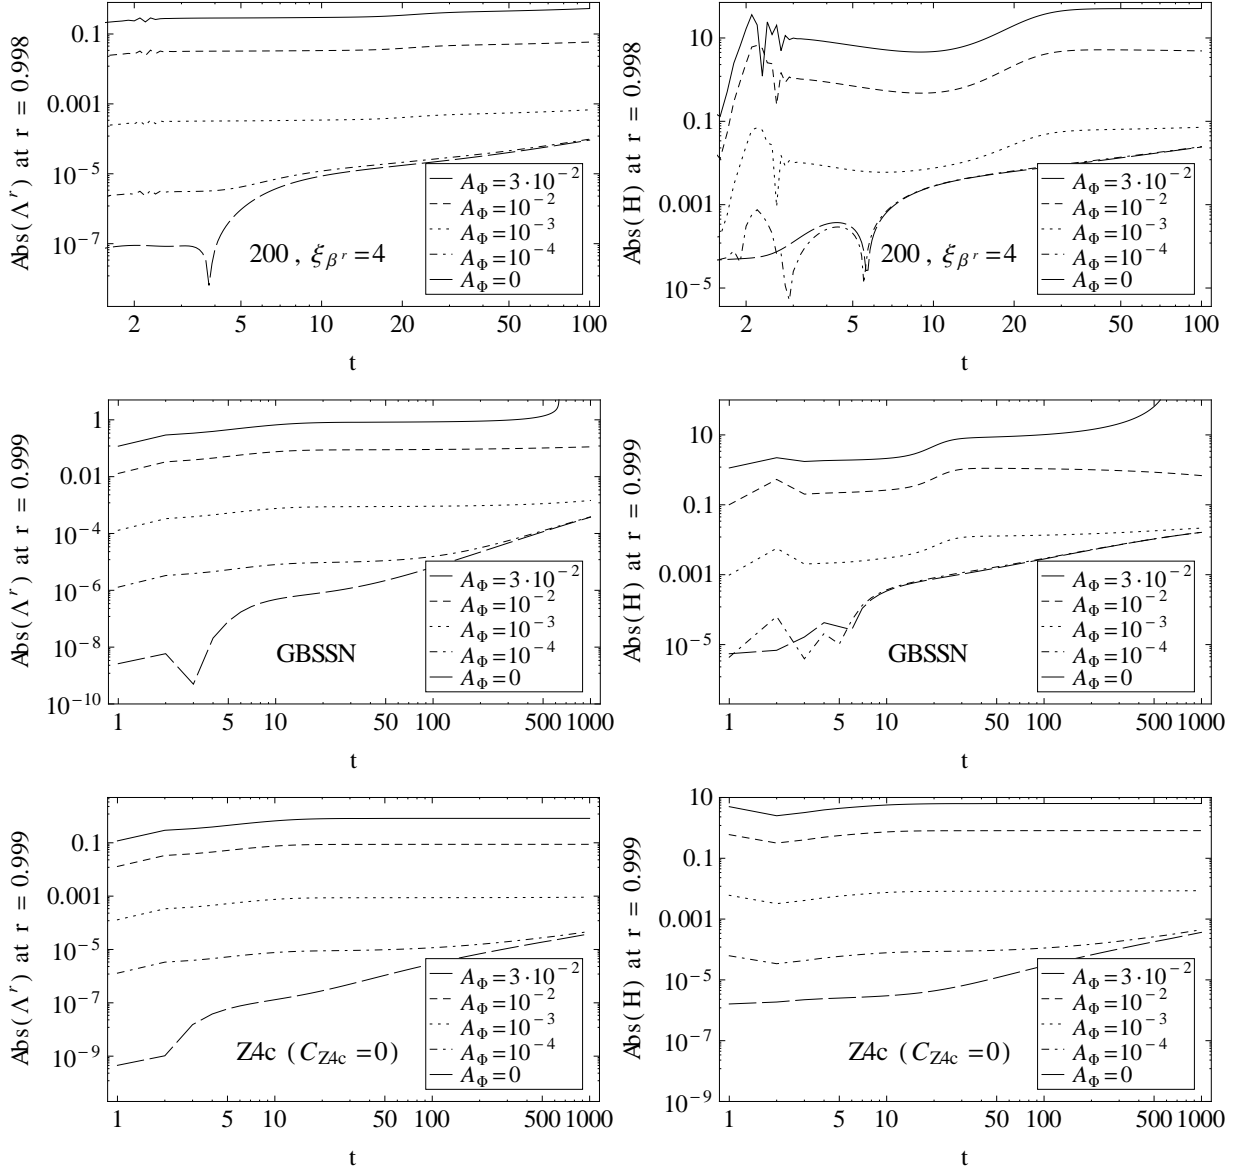 Abs(Λ^r) at r = 0.998
0.1
0.001
10^−5
10^−7
200 , ξ_β^r = 4
A_Φ = 3·10^−2
A_Φ = 10^−2
A_Φ = 10^−3
A_Φ = 10^−4
A_Φ = 0
2 5 10 20 50 100
t
Abs(H) at r = 0.998
10
0.1
0.001
10^−5
200 , ξ_β^r = 4
A_Φ = 3·10^−2
A_Φ = 10^−2
A_Φ = 10^−3
A_Φ = 10^−4
A_Φ = 0
2 5 10 20 50 100
t
Abs(Λ^r) at r = 0.999
1
0.01
10^−4
10^−6
10^−8
10^−10
GBSSN
A_Φ = 3·10^−2
A_Φ = 10^−2
A_Φ = 10^−3
A_Φ = 10^−4
A_Φ = 0
1 5 10 50 100 500 1000
t
Abs(H) at r = 0.999
10
0.1
0.001
10^−5
GBSSN
A_Φ = 3·10^−2
A_Φ = 10^−2
A_Φ = 10^−3
A_Φ = 10^−4
A_Φ = 0
1 5 10 50 100 500 1000
t
Abs(Λ^r) at r = 0.999
0.1
0.001
10^−5
10^−7
10^−9
Z4c (C_Z4c = 0)
A_Φ = 3·10^−2
A_Φ = 10^−2
A_Φ = 10^−3
A_Φ = 10^−4
A_Φ = 0
1 5 10 50 100 500 1000
t
Abs(H) at r = 0.999
10
0.1
0.001
10^−5
10^−7
10^−9
Z4c (C_Z4c = 0)
A_Φ = 3·10^−2
A_Φ = 10^−2
A_Φ = 10^−3
A_Φ = 10^−4
A_Φ = 0
1 5 10 50 100 500 1000
t